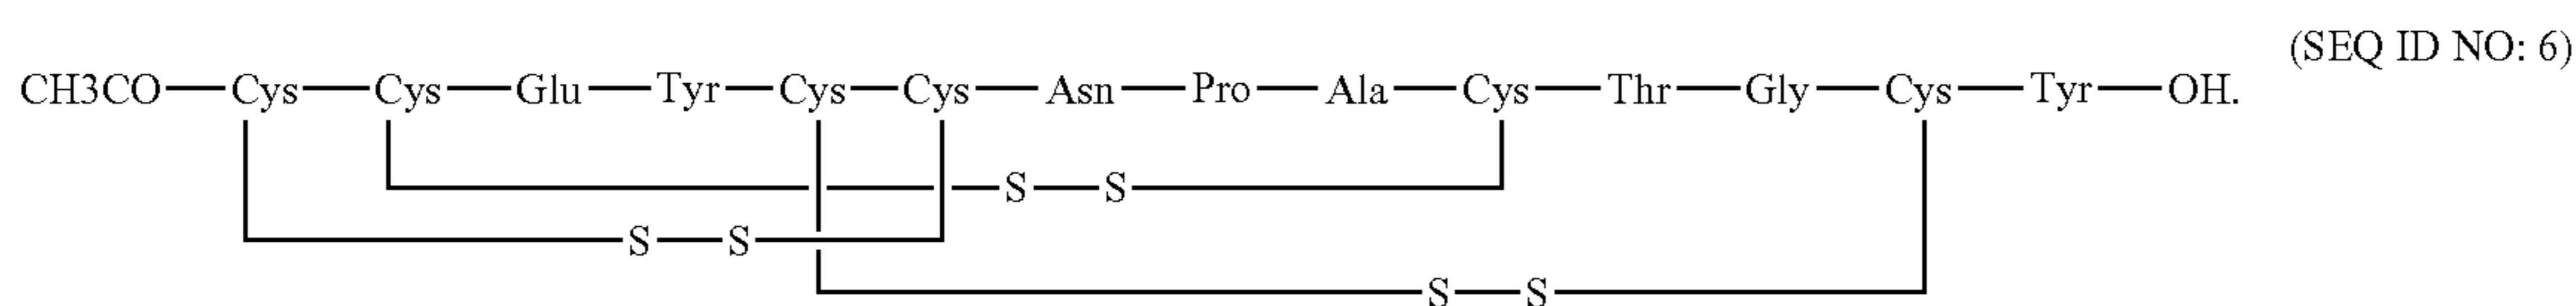 (SEQ ID NO: 6)
CH3CO—Cys—Cys—Glu—Tyr—Cys—Cys—Asn—Pro—Ala—Cys—Thr—Gly—Cys—Tyr—OH.
S—S
S—S
S—S